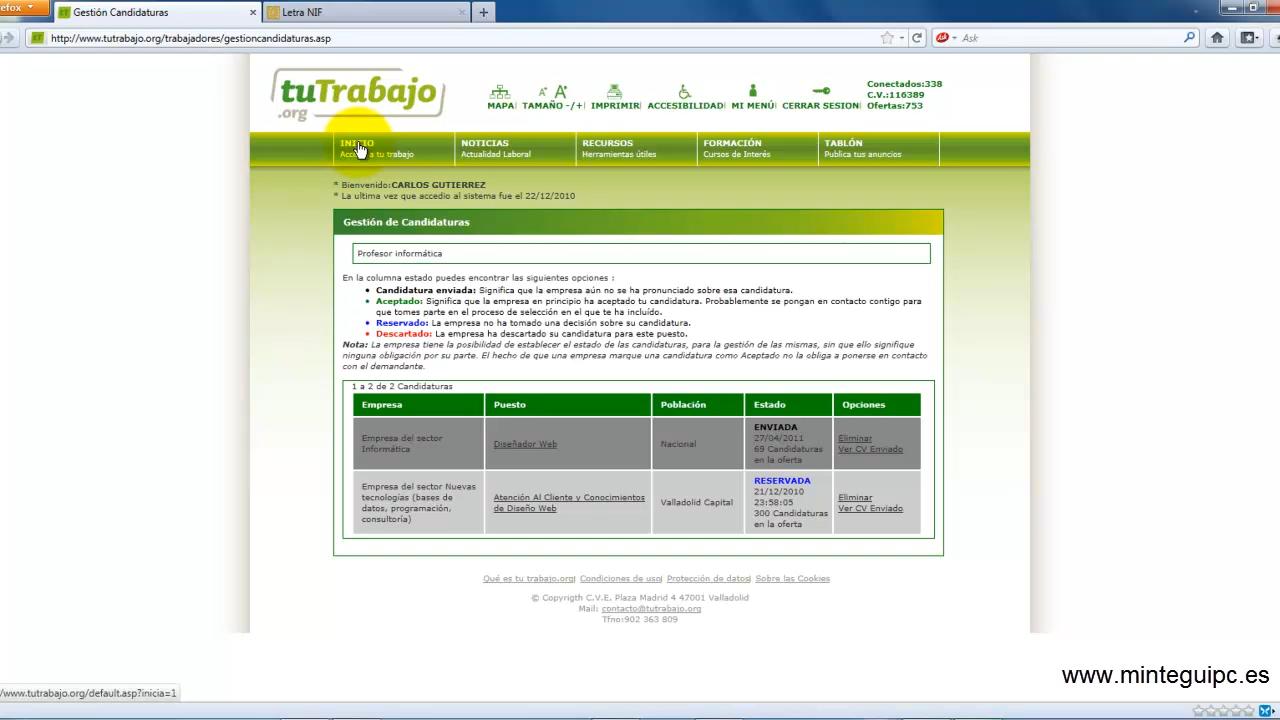 efox
Gestión Candidaturas
Letra NIF
http://www.tutrabajo.org/trabajadores/gestioncandidaturas.asp
Ask
tuTrabajo
.org
MAPA| TAMAÑO -/+| IMPRIMIR| ACCESIBILIDAD| MI MENÚ| CERRAR SESION|
Conectados:338
C.V.:116389
Ofertas:753
INICIO
Accede a tu trabajo
NOTICIAS
Actualidad Laboral
RECURSOS
Herramientas útiles
FORMACIÓN
Cursos de Interés
TABLÓN
Publica tus anuncios
* Bienvenido:CARLOS GUTIERREZ
* La ultima vez que accedio al sistema fue el 22/12/2010
Gestión de Candidaturas
Profesor informática
En la columna estado puedes encontrar las siguientes opciones :
• Candidatura enviada: Significa que la empresa aún no se ha pronunciado sobre esa candidatura.
• Aceptado: Significa que la empresa en principio ha aceptado tu candidatura. Probablemente se pongan en contacto contigo para
que tomes parte en el proceso de selección en el que te ha incluído.
• Reservado: La empresa no ha tomado una decisión sobre su candidatura.
• Descartado: La empresa ha descartado su candidatura para este puesto.
Nota: La empresa tiene la posibilidad de establecer el estado de las candidaturas, para la gestión de las mismas, sin que ello signifique
ninguna obligación por su parte. El hecho de que una empresa marque una candidatura como Aceptado no la obliga a ponerse en contacto
con el demandante.
1 a 2 de 2 Candidaturas
Empresa Puesto Población Estado Opciones
Empresa del sector
Informática
Diseñador Web
Nacional
ENVIADA
27/04/2011
69 Candidaturas
en la oferta
Eliminar
Ver CV Enviado
Empresa del sector Nuevas
tecnologías (bases de
datos, programación,
consultoría)
Atención Al Cliente y Conocimientos
de Diseño Web
Valladolid Capital
RESERVADA
21/12/2010
23:58:05
300 Candidaturas
en la oferta
Eliminar
Ver CV Enviado
Qué es tu trabajo.org| Condiciones de uso| Protección de datos| Sobre las Cookies
© Copyrigth C.V.E. Plaza Madrid 4 47001 Valladolid
Mail: contacto@tutrabajo.org
Tfno:902 363 809
www.minteguipc.es
/www.tutrabajo.org/default.asp?inicia=1